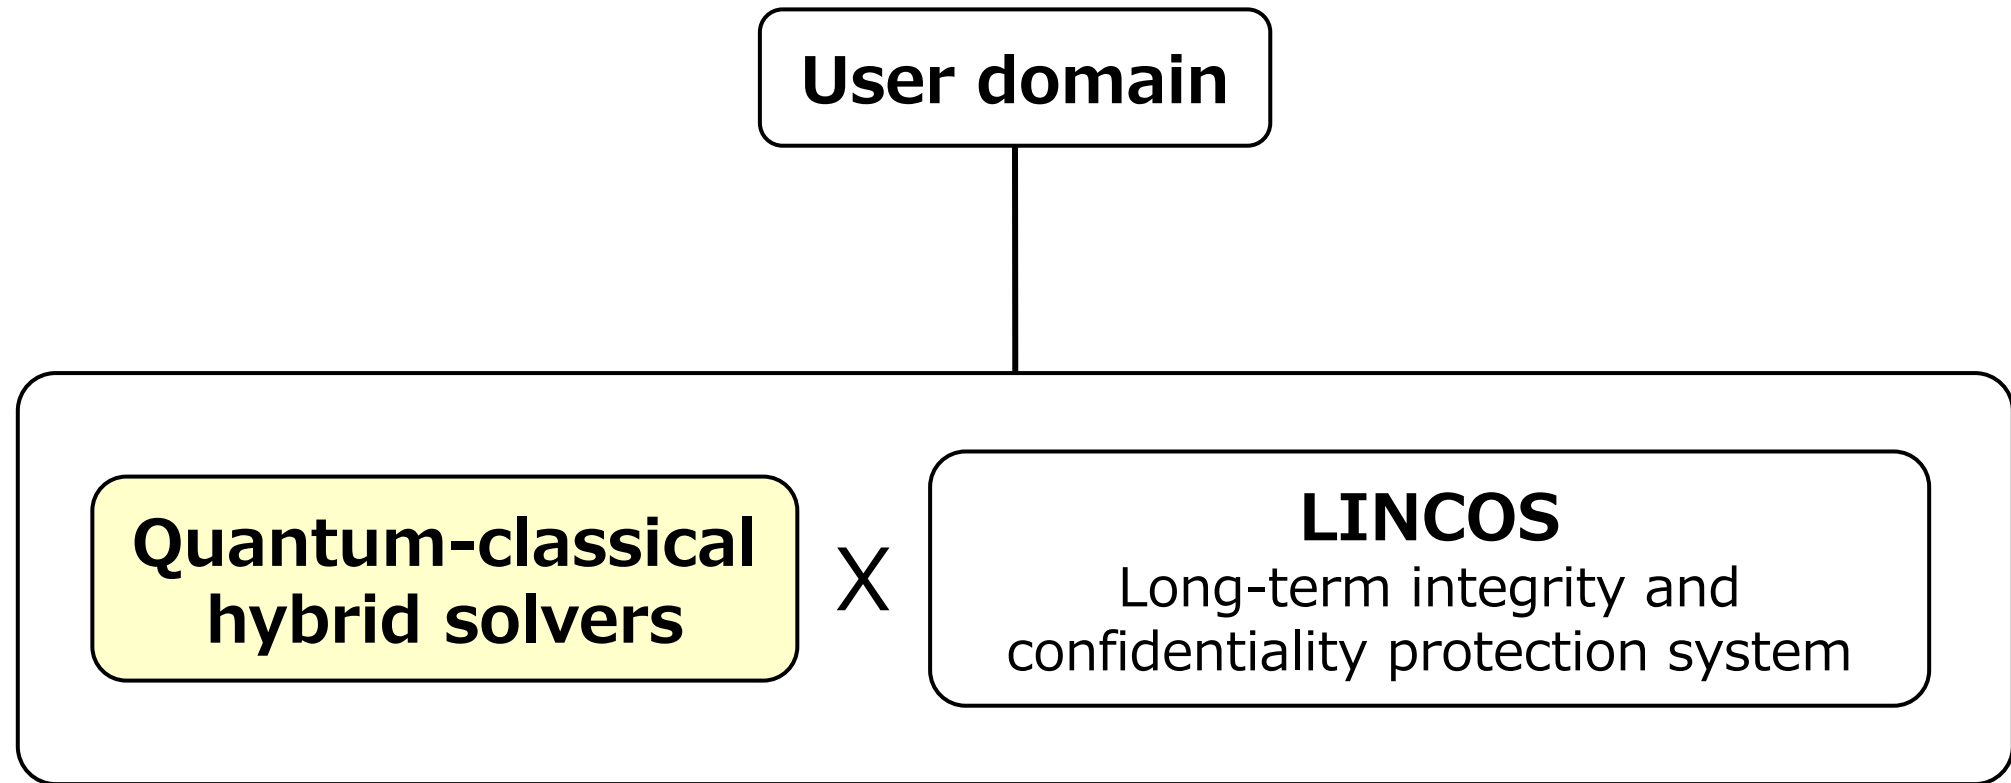 User domain
Quantum-classical
hybrid solvers
X
LINCOS
Long-term integrity and
confidentiality protection system